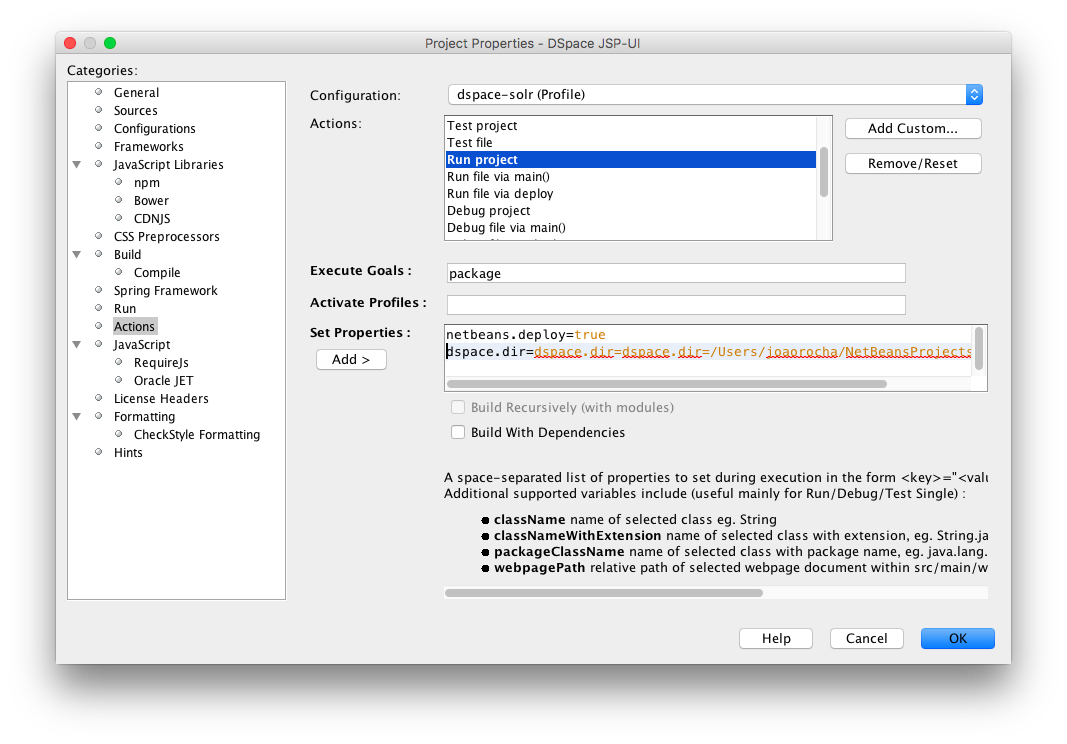 Project Properties - DSpace JSP-UI
Categories:
General
Sources
Configurations
Frameworks
JavaScript Libraries
npm
Bower
CDNJS
CSS Preprocessors
Build
Compile
Spring Framework
Run
Actions
JavaScript
RequireJs
Oracle JET
License Headers
Formatting
CheckStyle Formatting
Hints
Configuration:
dspace-solr (Profile)
Actions:
Test project
Test file
Run project
Run file via main()
Run file via deploy
Debug project
Debug file via main()
Add Custom...
Remove/Reset
Execute Goals :
package
Activate Profiles :
Set Properties :
Add >
netbeans.deploy=true
dspace.dir=dspace.dir=dspace.dir=/Users/joaorocha/NetBeansProjects
Build Recursively (with modules)
Build With Dependencies
A space-separated list of properties to set during execution in the form <key>="<valu
Additional supported variables include (useful mainly for Run/Debug/Test Single) :
className name of selected class eg. String
classNameWithExtension name of selected class with extension, eg. String.ja
packageClassName name of selected class with package name, eg. java.lang.
webpagePath relative path of selected webpage document within src/main/w
Help
Cancel
OK